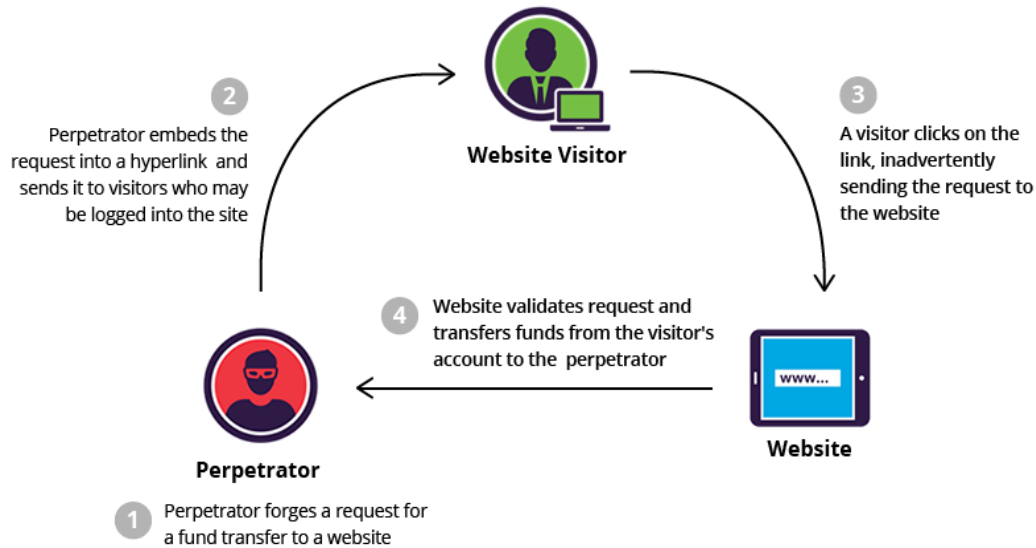 2
Perpetrator embeds the
request into a hyperlink and
sends it to visitors who may
be logged into the site
Website Visitor
3
A visitor clicks on the
link, inadvertently
sending the request to
the website
4
Website validates request and
transfers funds from the visitor's
account to the perpetrator
www...
Website
Perpetrator
1
Perpetrator forges a request for
a fund transfer to a website